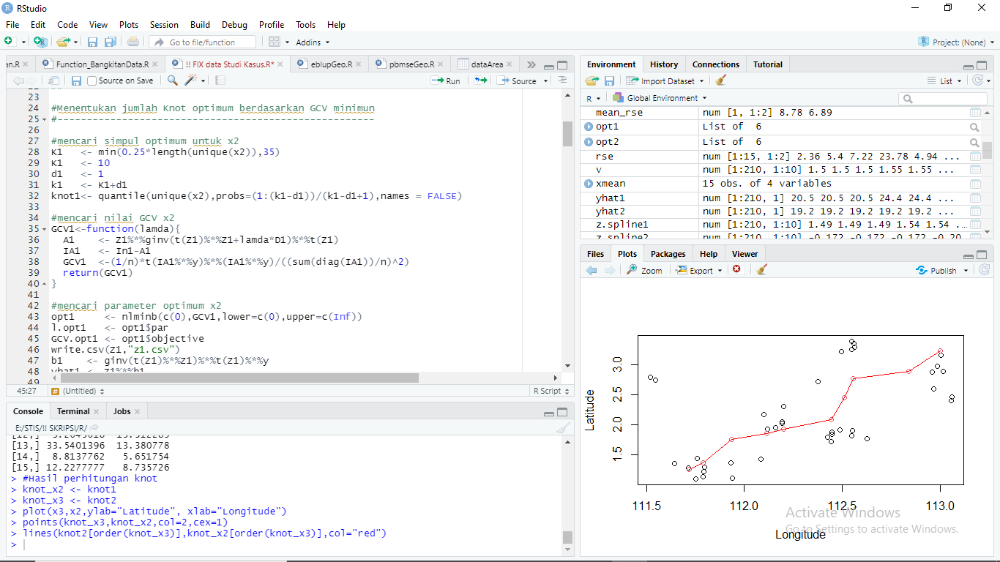 RStudio
File Edit Code View Plots Session Build Debug Profile Tools Help
Go to file/function Addins Project: (None)
an.R Function_BangkitanData.R !! FIX data Studi Kasus.R* eblupGeo.R pbmseGeo.R dataArea
Source on Save Run Source
23
24 #Menentukan jumlah Knot optimum berdasarkan GCV minimun
25 #------------------------------------------------------
26
27 #mencari simpul optimum untuk x2
28 K1 <- min(0.25*length(unique(x2)),35)
29 K1 <- 10
30 d1 <- 1
31 k1 <- K1+d1
32 knot1<- quantile(unique(x2),probs=(1:(k1-d1))/(k1-d1+1),names = FALSE)
33
34 #mencari nilai GCV x2
35 GCV1<-function(lamda){
36 A1 <- Z1%*%ginv(t(Z1)%*%Z1+lamda*D1)%*%t(Z1)
37 IA1 <- In1-A1
38 GCV1 <-(1/n)*t(IA1%*%y)%*%(IA1%*%y)/((sum(diag(IA1))/n)^2)
39 return(GCV1)
40 }
41
42 #mencari parameter optimum x2
43 opt1 <- nlminb(c(0),GCV1,lower=c(0),upper=c(Inf))
44 l.opt1 <- opt1$par
45 GCV.opt1 <- opt1$objective
46 write.csv(Z1,"z1.csv")
47 b1 <- ginv(t(Z1)%*%Z1)%*%t(Z1)%*%y
48 yhat1 <- Z1%*%b1
49
45:27 (Untitled) R Script
Console Terminal Jobs
E:/STIS/!! SKRIPSI/R/
[13,] 33.5401396 13.380778
[14,] 8.8137762 5.651754
[15,] 12.2277777 8.735726
> #Hasil perhitungan knot
> knot_x2 <- knot1
> knot_x3 <- knot2
> plot(x3,x2,ylab="Latitude", xlab="Longitude")
> points(knot_x3,knot_x2,col=2,cex=1)
> lines(knot2[order(knot_x3)],knot_x2[order(knot_x3)],col="red")
>
Environment History Connections Tutorial
Import Dataset List
R Global Environment
mean_rse num [1, 1:2] 8.78 6.89
opt1 List of 6
opt2 List of 6
rse num [1:15, 1:2] 2.36 5.4 7.22 23.78 4.94 ...
v num [1:210, 1:10] 1.5 1.5 1.5 1.55 1.55 ...
xmean 15 obs. of 4 variables
yhat1 num [1:210, 1] 20.5 20.5 20.5 24.4 24.4 ...
yhat2 num [1:210, 1] 19.2 19.2 19.2 19.2 19.2 ...
z.spline1 num [1:210, 1:10] 1.49 1.49 1.49 1.54 1.54 ...
z.spline2 num [1:210, 1:10] -0.172 -0.172 -0.172 -0.20
Files Plots Packages Help Viewer
Zoom Export Publish
Latitude
3.0
2.5
2.0
1.5
111.5 112.0 112.5 113.0
Longitude
Activate Windows
Go to Settings to activate Windows.